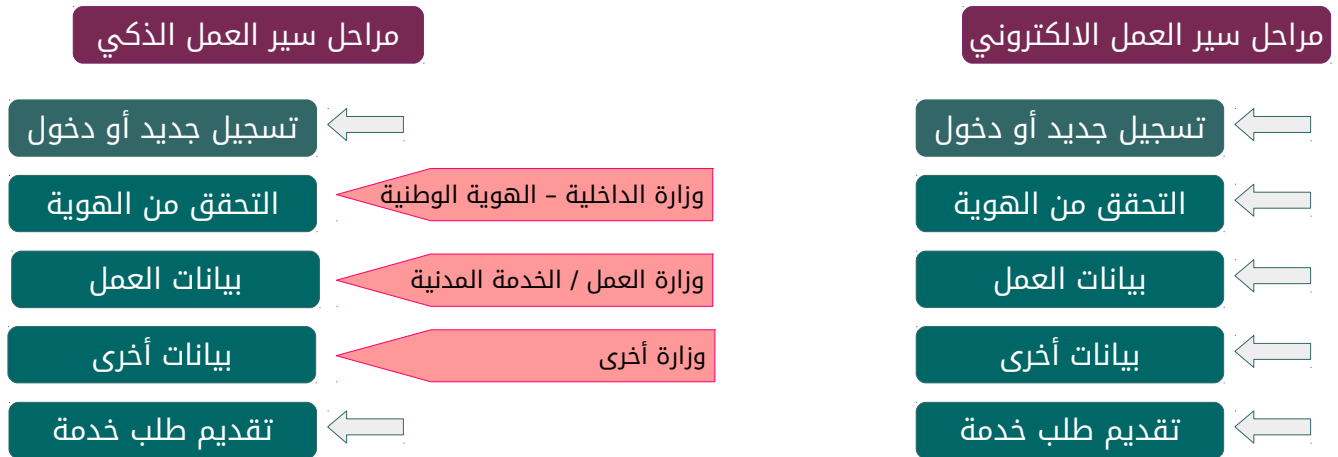 مراحل سير العمل الالكتروني
تسجيل جديد أو دخول
التحقق من الهوية
بيانات العمل
بيانات أخرى
تقديم طلب خدمة
مراحل سير العمل الذكي
تسجيل جديد أو دخول
وزارة الداخلية – الهوية الوطنية
التحقق من الهوية
وزارة العمل / الخدمة المدنية
بيانات العمل
وزارة أخرى
بيانات أخرى
تقديم طلب خدمة